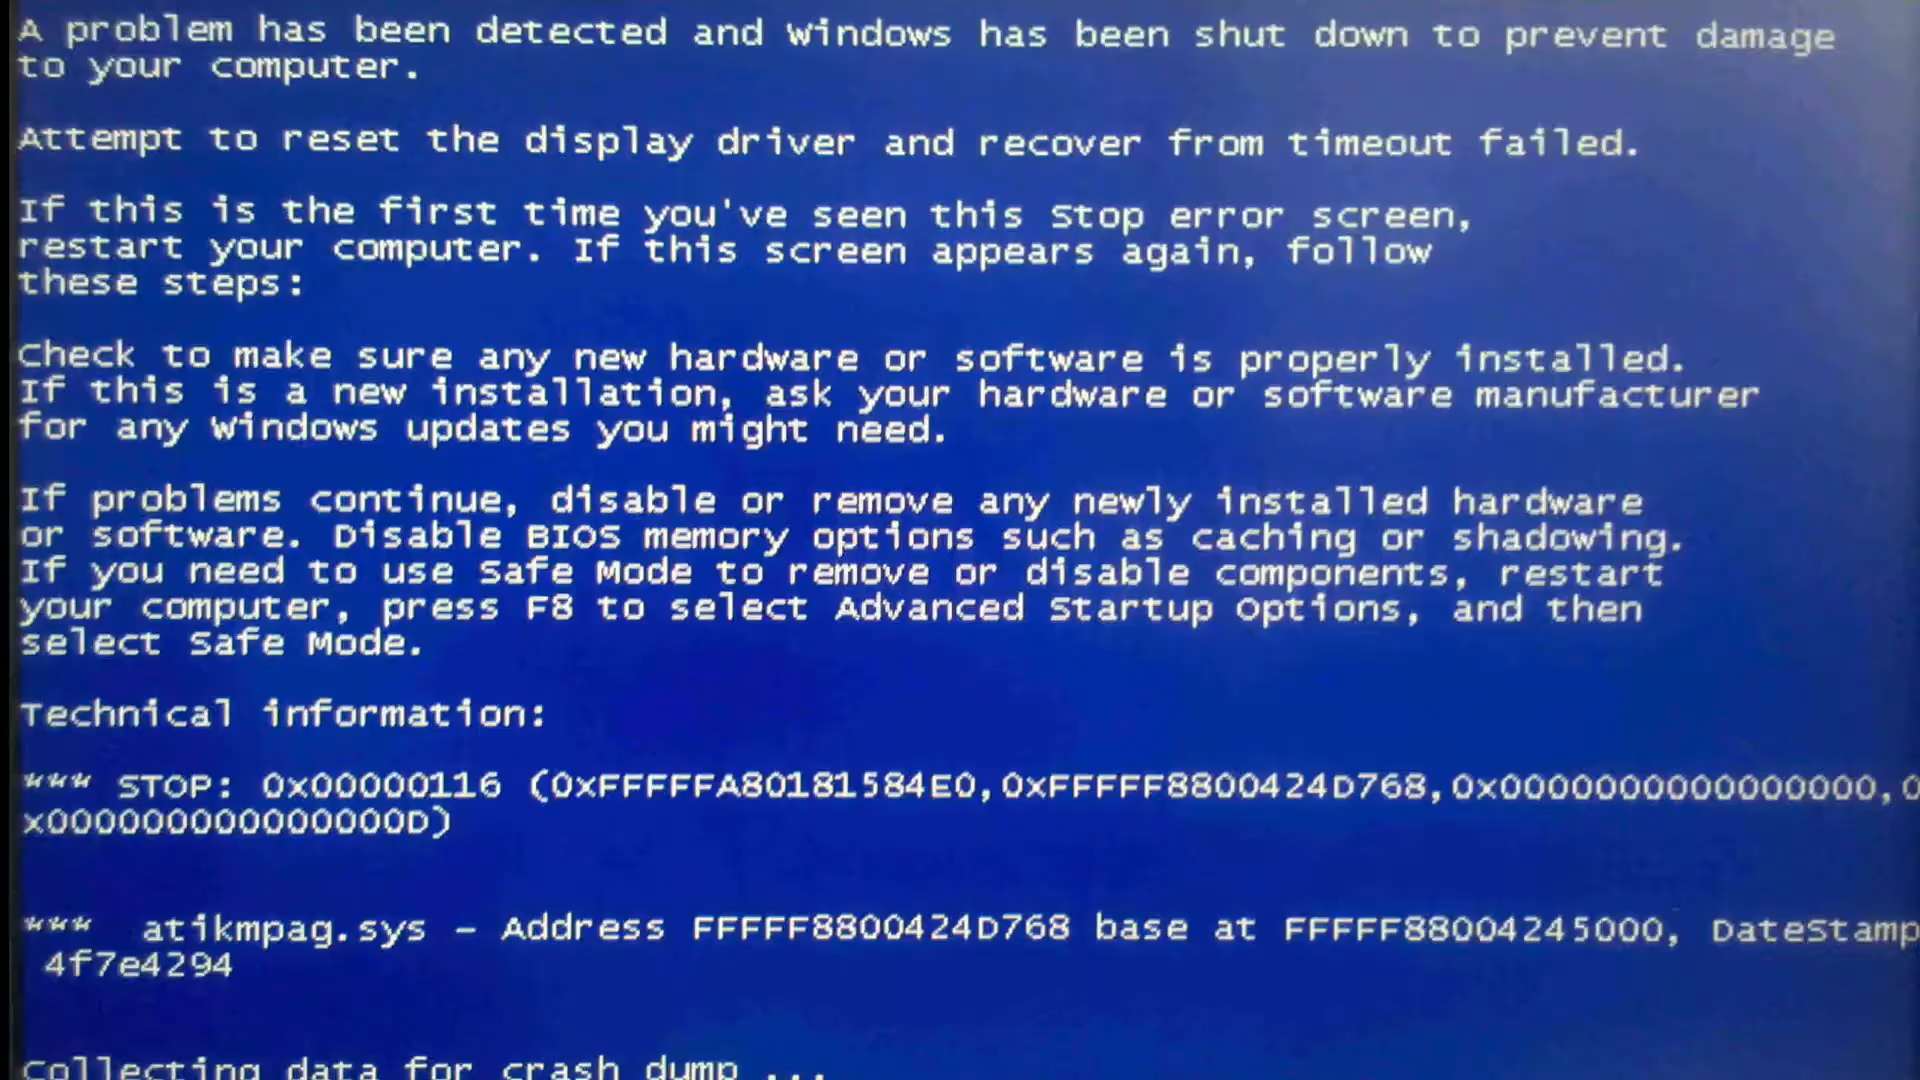 A problem has been detected and Windows has been shut down to prevent damage
to your computer.
Attempt to reset the display driver and recover from timeout failed.
If this is the first time you've seen this Stop error screen,
restart your computer. If this screen appears again, follow
these steps:
Check to make sure any new hardware or software is properly installed.
If this is a new installation, ask your hardware or software manufacturer
for any Windows updates you might need.
If problems continue, disable or remove any newly installed hardware
or software. Disable BIOS memory options such as caching or shadowing.
If you need to use Safe Mode to remove or disable components, restart
your computer, press F8 to select Advanced Startup Options, and then
select Safe Mode.
Technical information:
*** STOP: 0x00000116 (0xFFFFFA80181584E0,0xFFFFF8800424D768,0x0000000000000000,0
x000000000000000D)
***  atikmpag.sys - Address FFFFF8800424D768 base at FFFFF88004245000, DateStamp
4f7e4294
Collecting data for crash dump ...